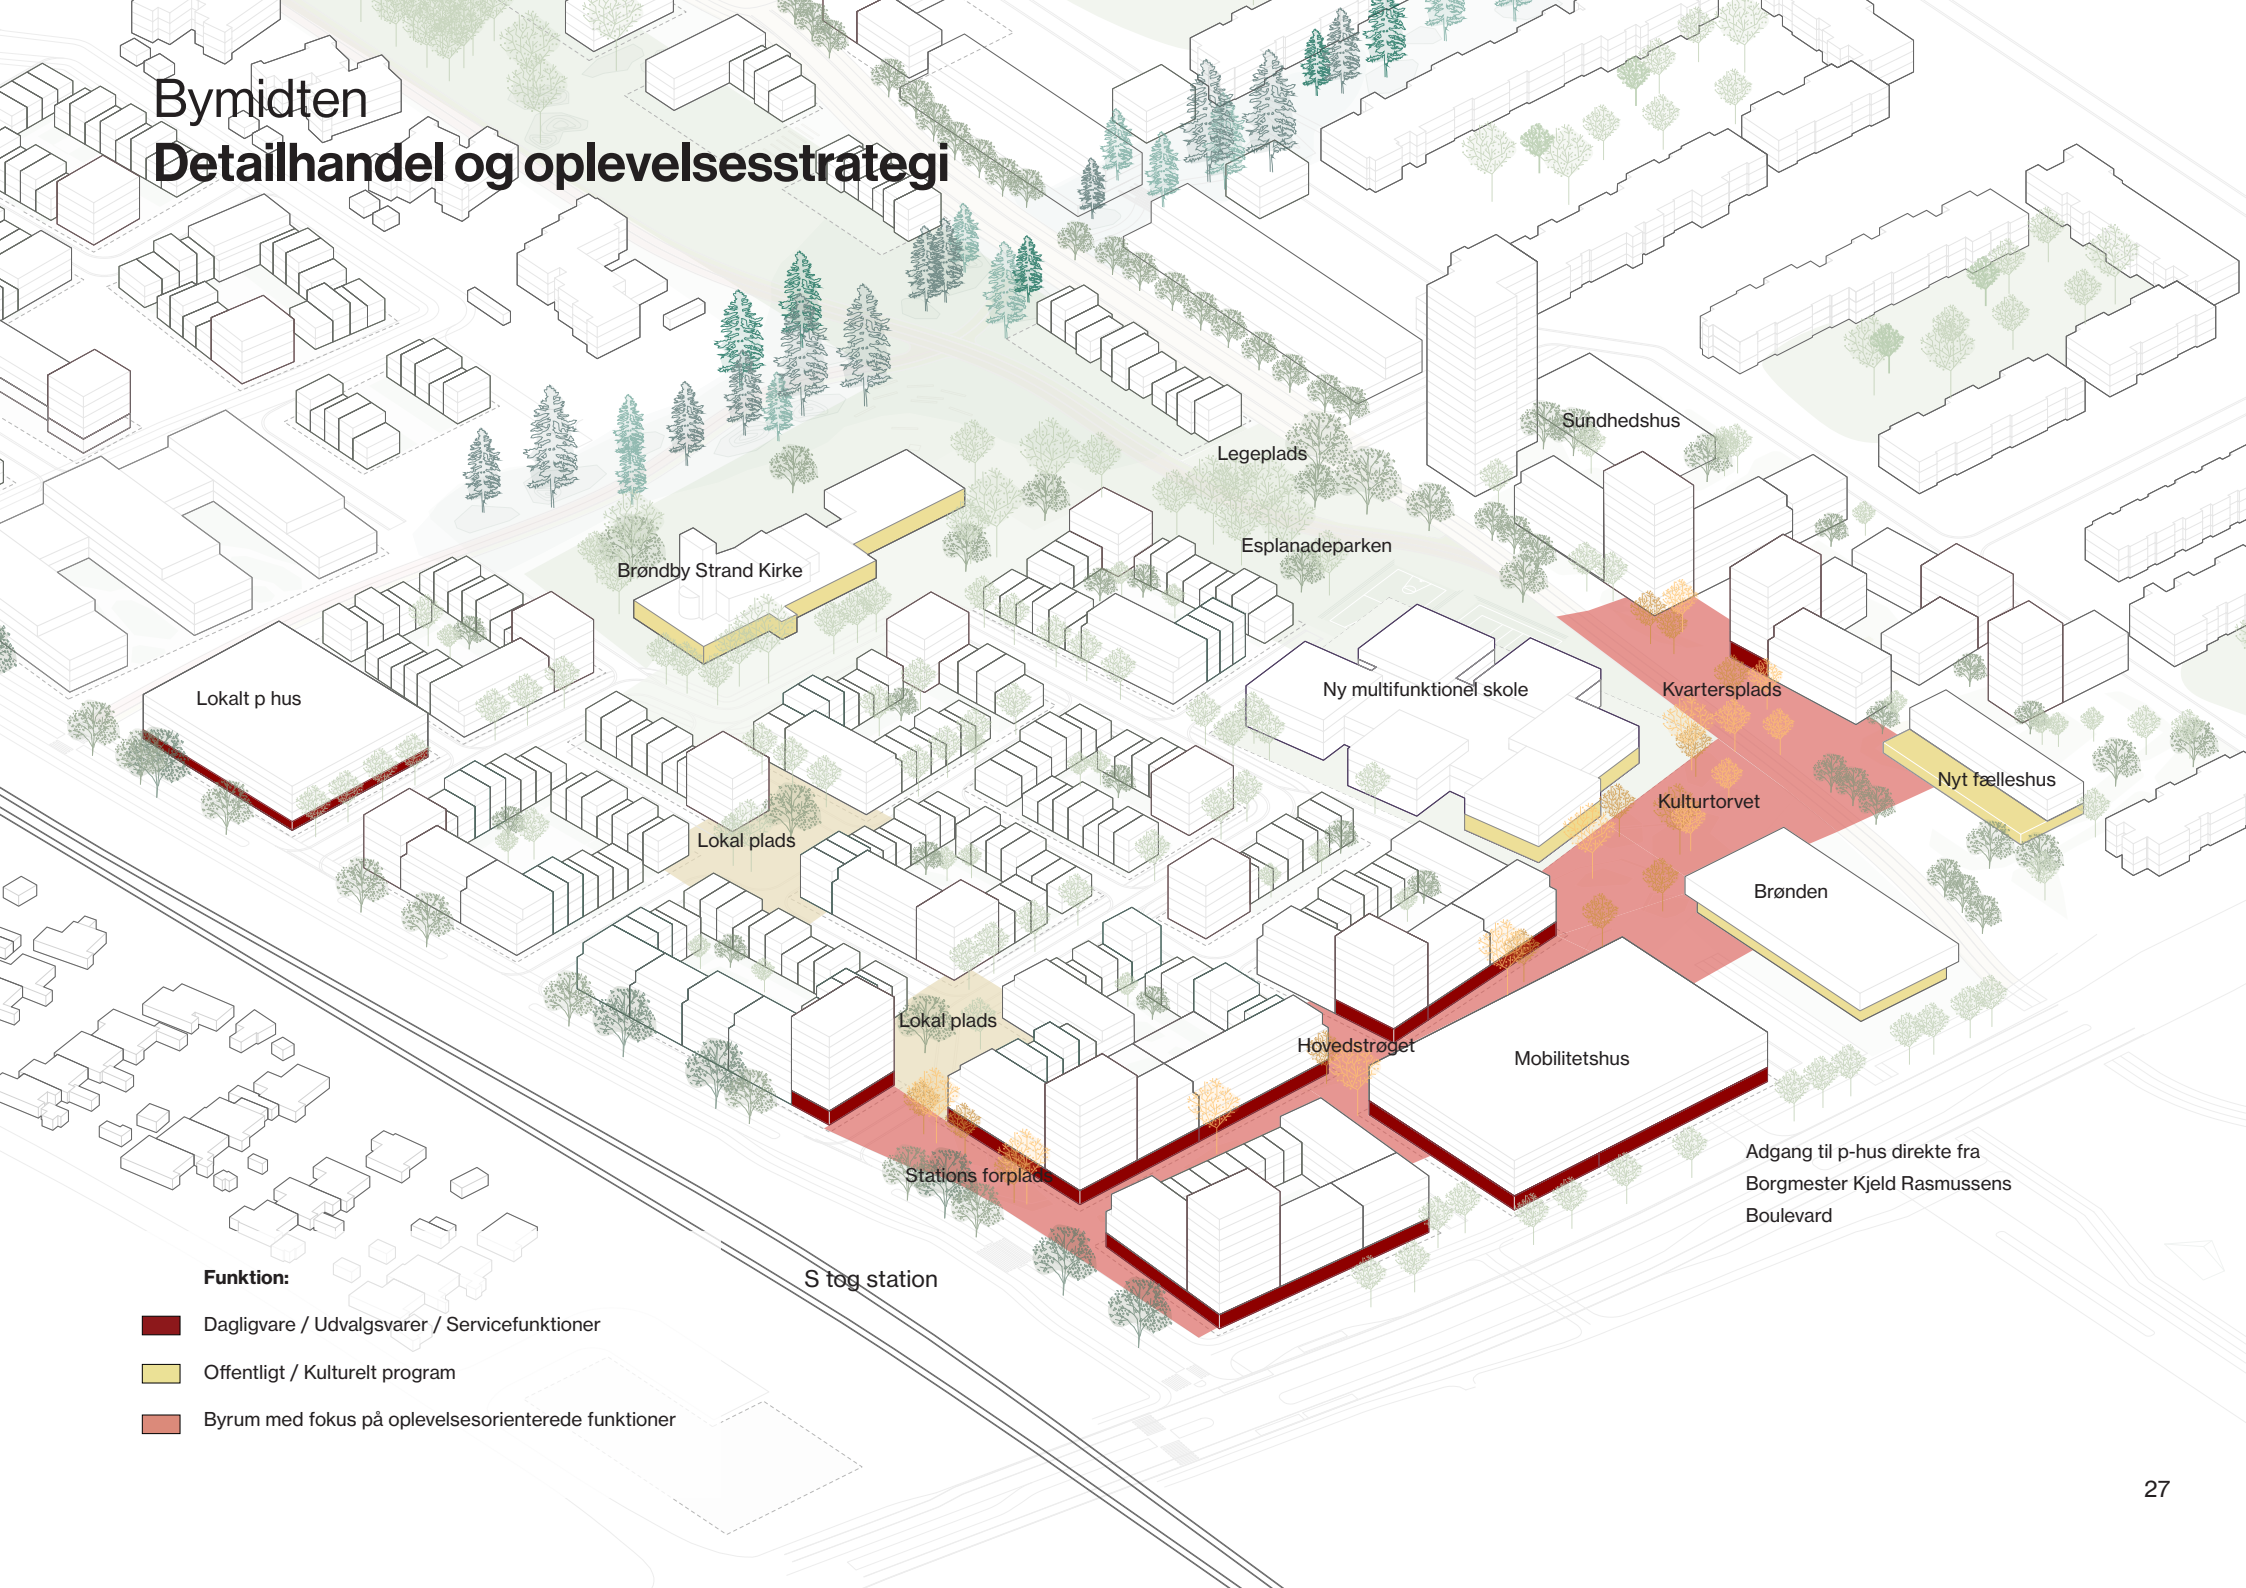 Bymidten
Detailhandel og oplevelsesstrategi
Sundhedshus
Legeplads
Esplanadeparken
Brøndby Strand Kirke
Lokalt p hus
Ny multifunktionel skole
Kvartersplads
Nyt fælleshus
Kulturtorvet
Lokal plads
Brønden
Lokal plads
Hovedstrøget
Mobilitetshus
Stations forplads
Adgang til p-hus direkte fra
Borgmester Kjeld Rasmussens
Boulevard
S tog station
Funktion:
Dagligvare / Udvalgsvarer / Servicefunktioner
Offentligt / Kulturelt program
Byrum med fokus på oplevelsesorienterede funktioner
27